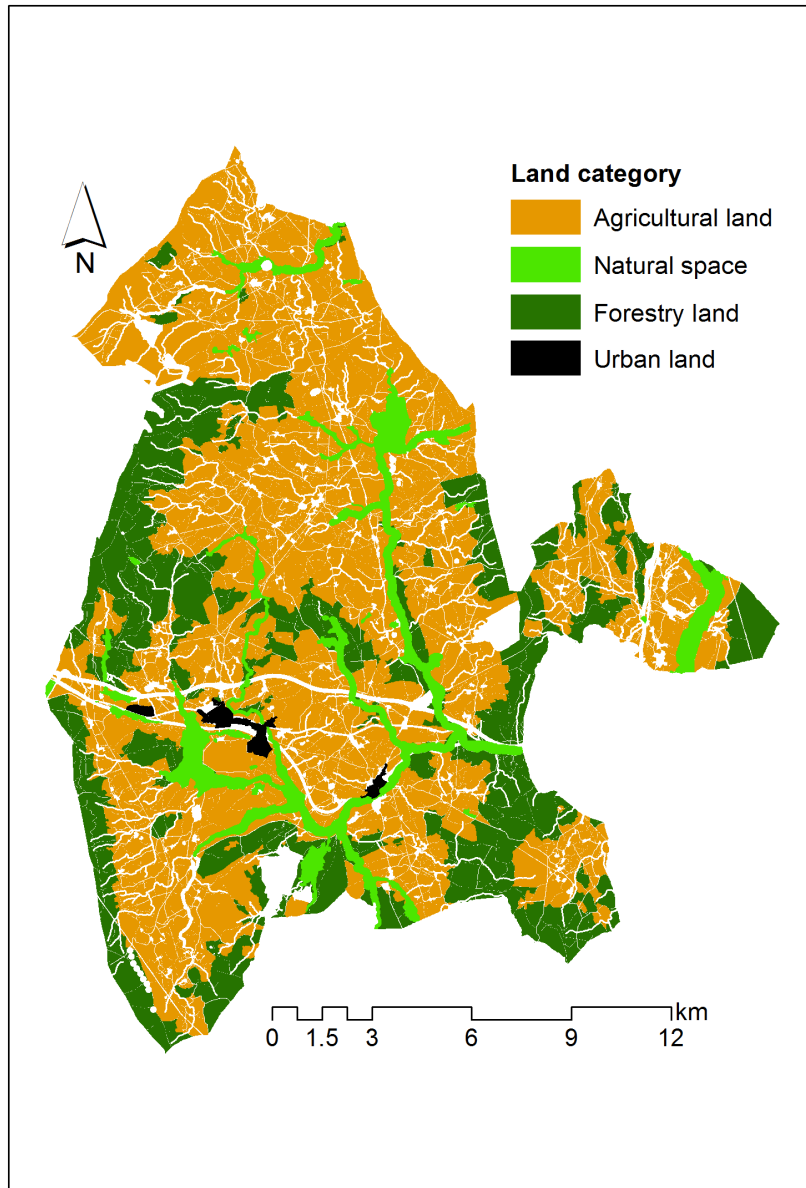 Land category
Agricultural land
Natural space
Forestry land
Urban land
N
km
0 1.5 3 6 9 12